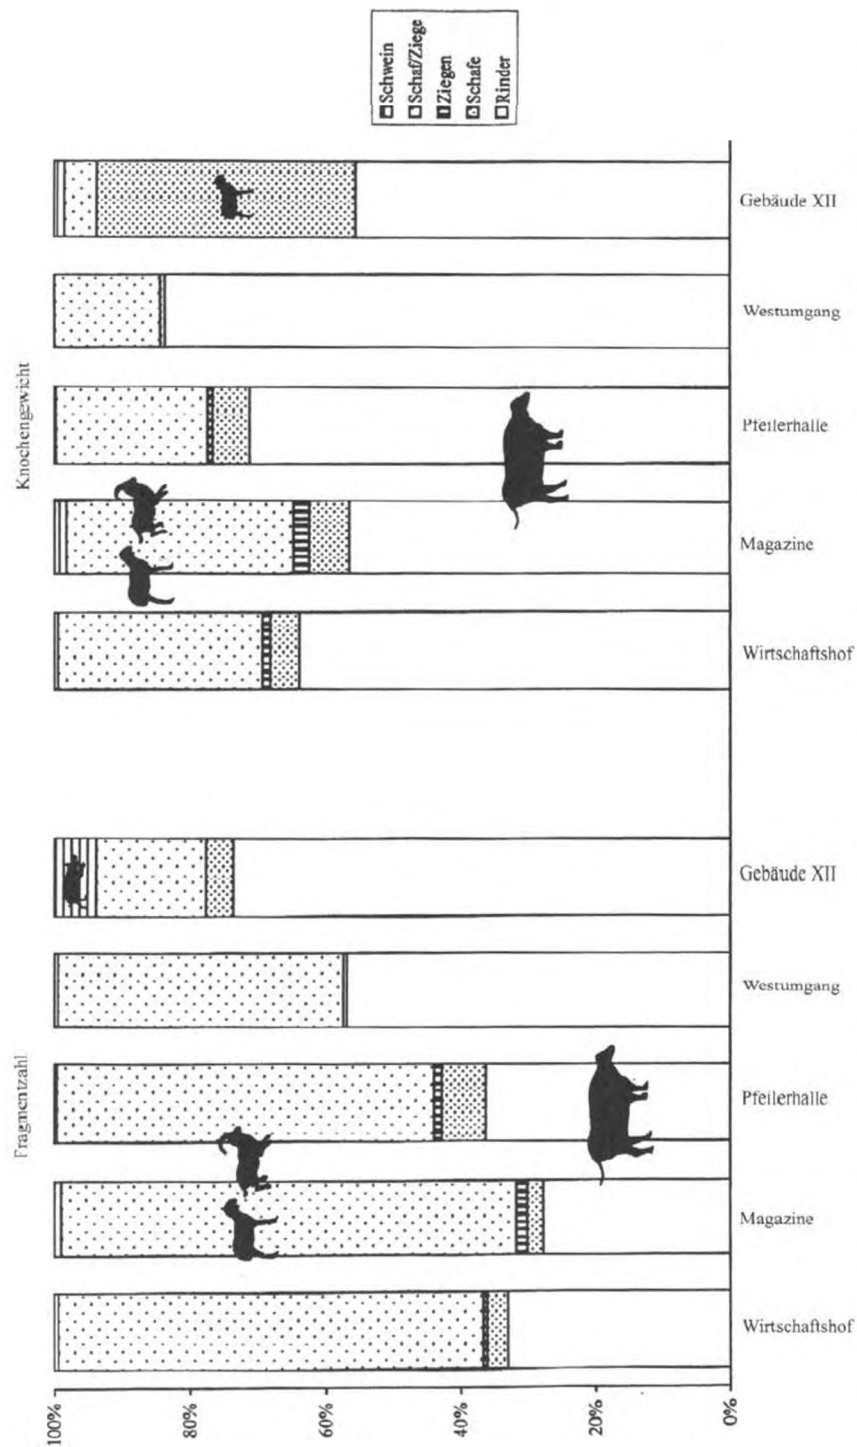 Schwein
Schaf/Ziege
Ziegen
Schafe
Rinder
Knochengewicht
Gebäude XII
Westumgang
Pfeilerhalle
Magazine
Wirtschaftshof
Fragmentzahl
Gebäude XII
Westumgang
Pfeilerhalle
Magazine
Wirtschaftshof
100%
80%
60%
40%
20%
0%